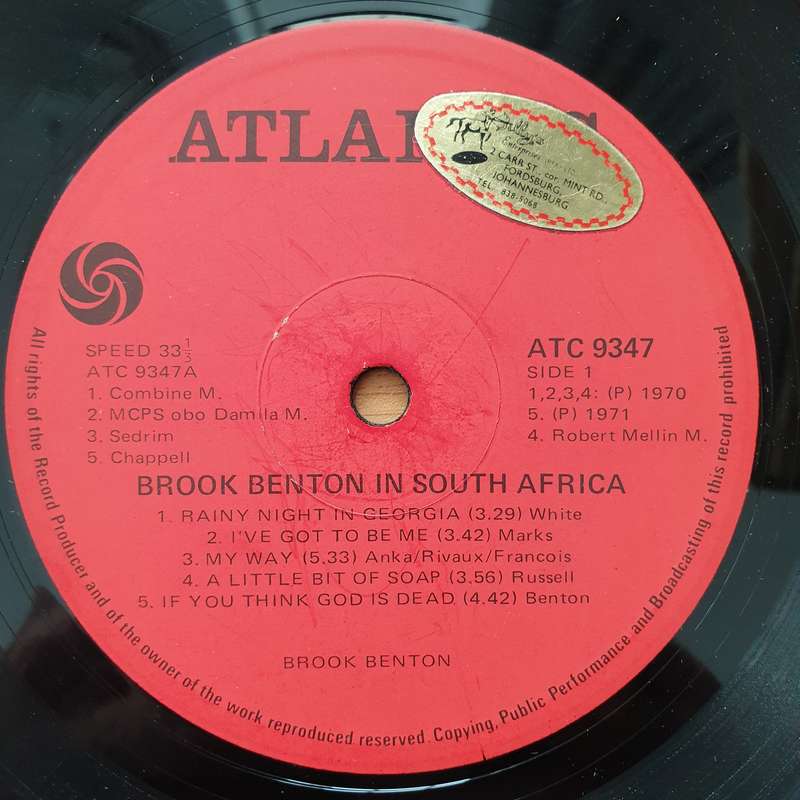 ATLA
Enterprises
2 CARR ST. cor. MINT RD.,
FORDSBURG,
JOHANNESBURG
TEL. 838-5068
SPEED 33 1/3
ATC 9347A
1. Combine M.
2. MCPS obo Damila M.
3. Sedrim
5. Chappell
ATC 9347
SIDE 1
1,2,3,4: (P) 1970
5. (P) 1971
4. Robert Mellin M.
BROOK BENTON IN SOUTH AFRICA
1. RAINY NIGHT IN GEORGIA (3.29) White
2. I'VE GOT TO BE ME (3.42) Marks
3. MY WAY (5.33) Anka/Rivaux/Francois
4. A LITTLE BIT OF SOAP (3.56) Russell
5. IF YOU THINK GOD IS DEAD (4.42) Benton
BROOK BENTON
All rights of the Record Producer and of the owner of the work reproduced reserved. Copying, Public Performance and Broadcasting of this record prohibited